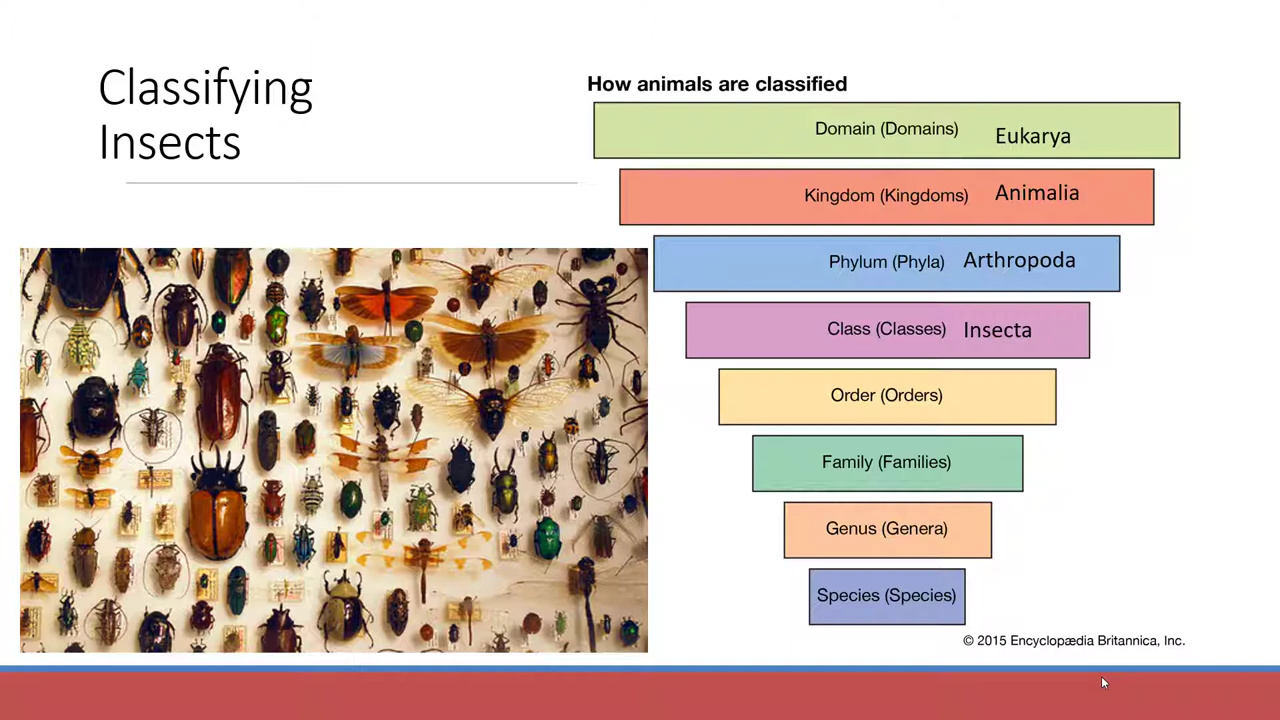 Classifying
Insects
How animals are classified
Domain (Domains) Eukarya
Kingdom (Kingdoms) Animalia
Phylum (Phyla) Arthropoda
Class (Classes) Insecta
Order (Orders)
Family (Families)
Genus (Genera)
Species (Species)
© 2015 Encyclopædia Britannica, Inc.